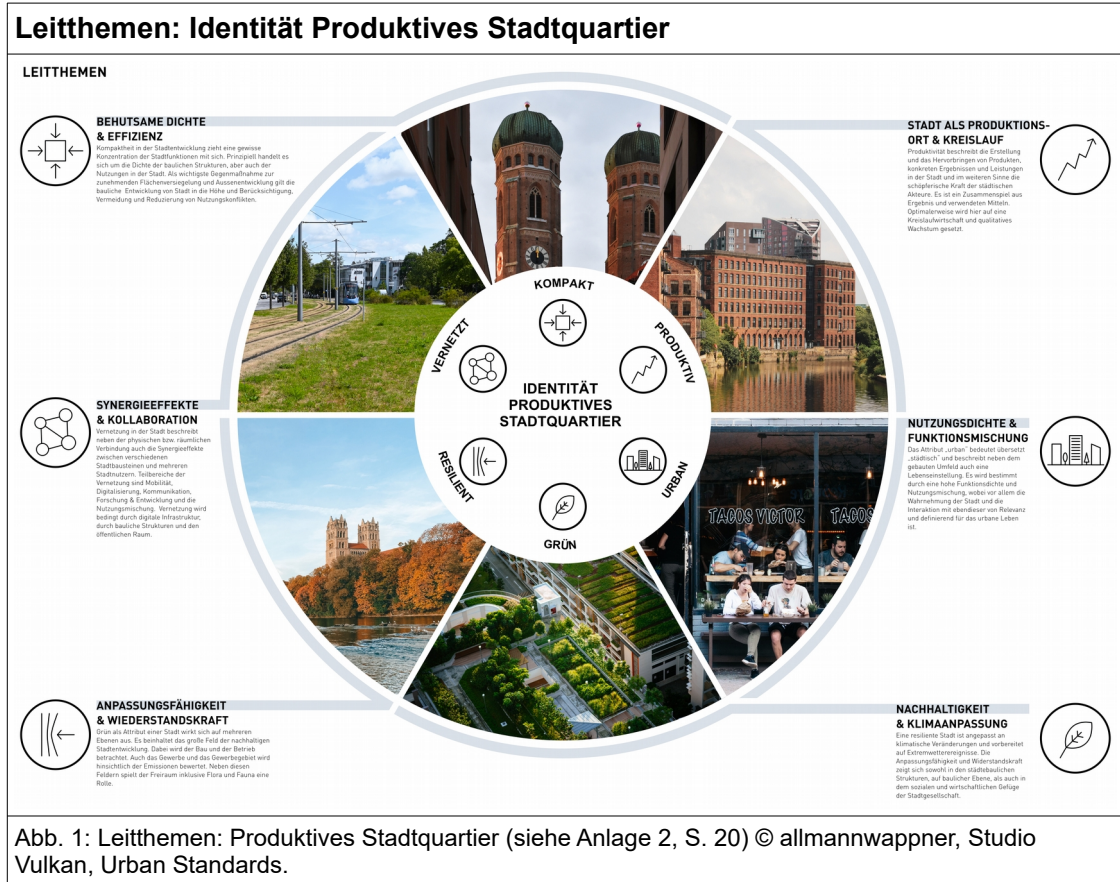 Leitthemen: Identität Produktives Stadtquartier
LEITTHEMEN
BEHUTSAME DICHTE
& EFFIZIENZ
Kompaktheit in der Stadtentwicklung zieht eine gewisse
Konzentration der Stadtfunktionen mit sich. Prinzipiell handelt es
sich um die Dichte der baulichen Strukturen, aber auch der
Nutzungen in der Stadt. Als wichtigste Gegenmaßnahme zur
zunehmenden Flächenversiegelung und Aussenentwicklung gilt die
bauliche Entwicklung von Stadt in die Höhe und Berücksichtigung,
Vermeidung und Reduzierung von Nutzungskonflikten.
SYNERGIEEFFEKTE
& KOLLABORATION
Vernetzung in der Stadt beschreibt
neben der physischen bzw. räumlichen
Verbindung auch die Synergieeffekte
zwischen verschiedenen
Stadtbausteinen und mehreren
Stadtnutzern. Teilbereiche der
Vernetzung sind Mobilität,
Digitalisierung, Kommunikation,
Forschung & Entwicklung und die
Nutzungsmischung. Vernetzung wird
bedingt durch digitale Infrastruktur,
durch bauliche Strukturen und den
öffentlichen Raum.
ANPASSUNGSFÄHIGKEIT
& WIEDERSTANDSKRAFT
Grün als Attribut einer Stadt wirkt sich auf mehreren
Ebenen aus. Es beinhaltet das große Feld der nachhaltigen
Stadtentwicklung. Dabei wird der Bau und der Betrieb
betrachtet. Auch das Gewerbe und das Gewerbegebiet wird
hinsichtlich der Emissionen bewertet. Neben diesen
Feldern spielt der Freiraum inklusive Flora und Fauna eine
Rolle.
KOMPAKT
PRODUKTIV
URBAN
GRÜN
RESILIENT
VERNETZT
IDENTITÄT
PRODUKTIVES
STADTQUARTIER
TACOS VICTOR
TACOS
STADT ALS PRODUKTIONS-
ORT & KREISLAUF
Produktivität beschreibt die Erstellung
und das Hervorbringen von Produkten,
konkreten Ergebnissen und Leistungen
in der Stadt und im weiteren Sinne die
schöpferische Kraft der städtischen
Akteure. Es ist ein Zusammenspiel aus
Ergebnis und verwendeten Mitteln.
Optimalerweise wird hier auf eine
Kreislaufwirtschaft und qualitatives
Wachstum gesetzt.
NUTZUNGSDICHTE &
FUNKTIONSMISCHUNG
Das Attribut „urban" bedeutet übersetzt
„städtisch" und beschreibt neben dem
gebauten Umfeld auch eine
Lebenseinstellung. Es wird bestimmt
durch eine hohe Funktionsdichte und
Nutzungsmischung, wobei vor allem die
Wahrnehmung der Stadt und die
Interaktion mit ebendieser von Relevanz
und definierend für das urbane Leben
ist.
NACHHALTIGKEIT
& KLIMAANPASSUNG
Eine resiliente Stadt ist angepasst an
klimatische Veränderungen und vorbereitet
auf Extremwetterereignisse. Die
Anpassungsfähigkeit und Widerstandskraft
zeigt sich sowohl in den städtebaulichen
Strukturen, auf baulicher Ebene, als auch in
dem sozialen und wirtschaftlichen Gefüge
der Stadtgesellschaft.
Abb. 1: Leitthemen: Produktives Stadtquartier (siehe Anlage 2, S. 20) © allmannwappner, Studio
Vulkan, Urban Standards.